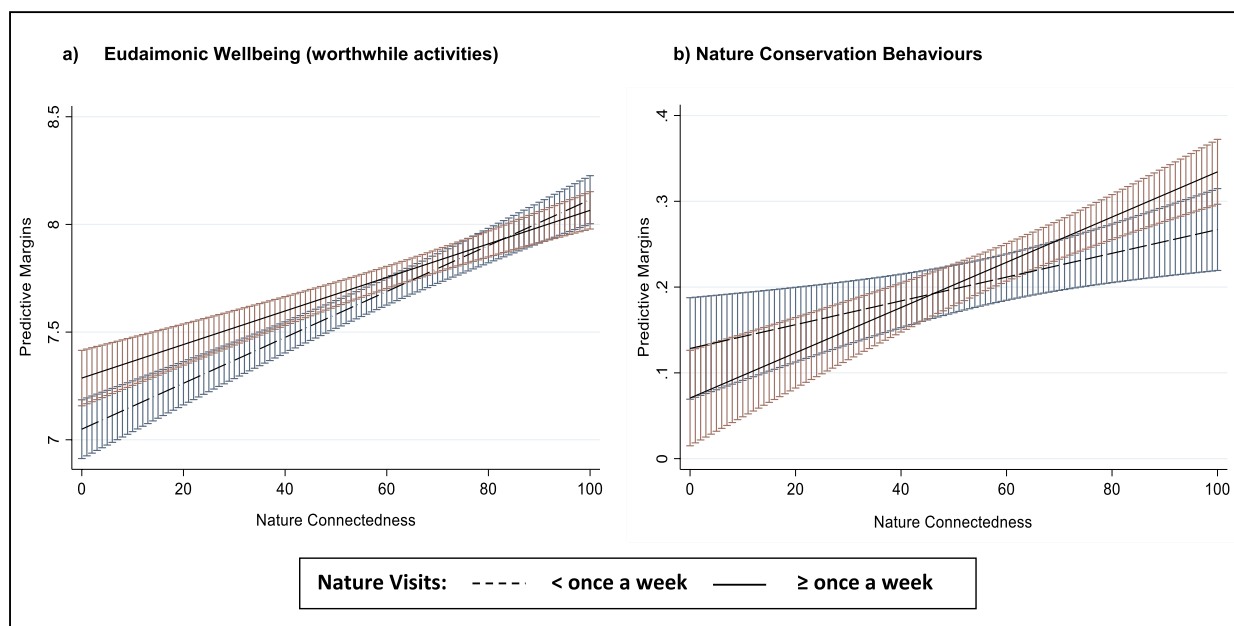 a) Eudaimonic Wellbeing (worthwhile activities)
8.5
8
7.5
7
Predictive Margins
0 20 40 60 80 100
Nature Connectedness
b) Nature Conservation Behaviours
.4
.3
.2
.1
0
Predictive Margins
0 20 40 60 80 100
Nature Connectedness
Nature Visits: < once a week ≥ once a week